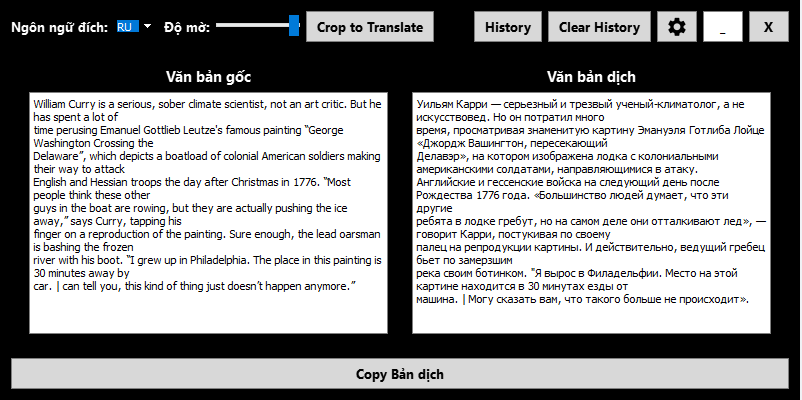 Ngôn ngữ đích: RU Độ mờ: Crop to Translate History Clear History _ X
Văn bản gốc
William Curry is a serious, sober climate scientist, not an art critic. But he
has spent a lot of
time perusing Emanuel Gottlieb Leutze's famous painting “George
Washington Crossing the
Delaware”, which depicts a boatload of colonial American soldiers making
their way to attack
English and Hessian troops the day after Christmas in 1776. “Most
people think these other
guys in the boat are rowing, but they are actually pushing the ice
away,” says Curry, tapping his
finger on a reproduction of the painting. Sure enough, the lead oarsman
is bashing the frozen
river with his boot. “I grew up in Philadelphia. The place in this painting is
30 minutes away by
car. | can tell you, this kind of thing just doesn’t happen anymore.”
Văn bản dịch
Уильям Карри — серьезный и трезвый ученый-климатолог, а не
искусствовед. Но он потратил много
время, просматривая знаменитую картину Эмануэля Готлиба Лойце
«Джордж Вашингтон, пересекающий
Делавэр», на котором изображена лодка с колониальными
американскими солдатами, направляющимися в атаку.
Английские и гессенские войска на следующий день после
Рождества 1776 года. «Большинство людей думает, что эти
другие
ребята в лодке гребут, но на самом деле они отталкивают лед», —
говорит Карри, постукивая по своему
палец на репродукции картины. И действительно, ведущий гребец
бьет по замерзшим
река своим ботинком. "Я вырос в Филадельфии. Место на этой
картине находится в 30 минутах езды от
машина. | Могу сказать вам, что такого больше не происходит».
Copy Bản dịch